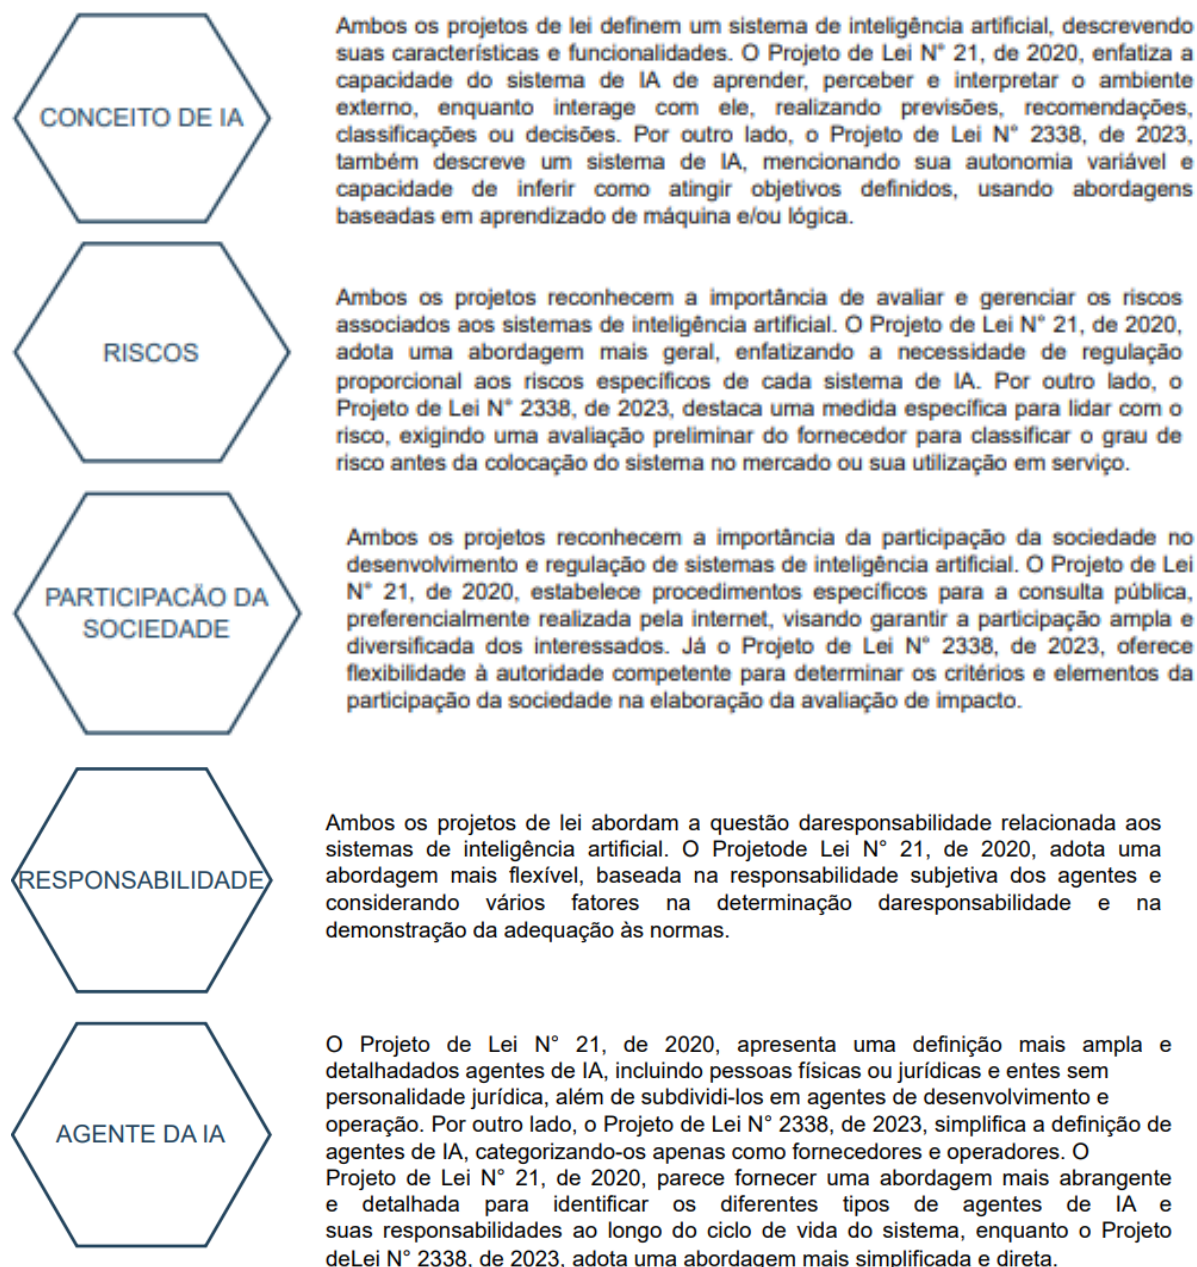 CONCEITO DE IA
Ambos os projetos de lei definem um sistema de inteligência artificial, descrevendo
suas características e funcionalidades. O Projeto de Lei N° 21, de 2020, enfatiza a
capacidade do sistema de IA de aprender, perceber e interpretar o ambiente
externo, enquanto interage com ele, realizando previsões, recomendações,
classificações ou decisões. Por outro lado, o Projeto de Lei N° 2338, de 2023,
também descreve um sistema de IA, mencionando sua autonomia variável e
capacidade de inferir como atingir objetivos definidos, usando abordagens
baseadas em aprendizado de máquina e/ou lógica.
RISCOS
Ambos os projetos reconhecem a importância de avaliar e gerenciar os riscos
associados aos sistemas de inteligência artificial. O Projeto de Lei N° 21, de 2020,
adota uma abordagem mais geral, enfatizando a necessidade de regulação
proporcional aos riscos específicos de cada sistema de IA. Por outro lado, o
Projeto de Lei N° 2338, de 2023, destaca uma medida específica para lidar com o
risco, exigindo uma avaliação preliminar do fornecedor para classificar o grau de
risco antes da colocação do sistema no mercado ou sua utilização em serviço.
PARTICIPACÃO DA
SOCIEDADE
Ambos os projetos reconhecem a importância da participação da sociedade no
desenvolvimento e regulação de sistemas de inteligência artificial. O Projeto de Lei
N° 21, de 2020, estabelece procedimentos específicos para a consulta pública,
preferencialmente realizada pela internet, visando garantir a participação ampla e
diversificada dos interessados. Já o Projeto de Lei N° 2338, de 2023, oferece
flexibilidade à autoridade competente para determinar os critérios e elementos da
participação da sociedade na elaboração da avaliação de impacto.
RESPONSABILIDADE
Ambos os projetos de lei abordam a questão daresponsabilidade relacionada aos
sistemas de inteligência artificial. O Projetode Lei N° 21, de 2020, adota uma
abordagem mais flexível, baseada na responsabilidade subjetiva dos agentes e
considerando vários fatores na determinação daresponsabilidade e na
demonstração da adequação às normas.
AGENTE DA IA
O Projeto de Lei N° 21, de 2020, apresenta uma definição mais ampla e
detalhadados agentes de IA, incluindo pessoas físicas ou jurídicas e entes sem
personalidade jurídica, além de subdividi-los em agentes de desenvolvimento e
operação. Por outro lado, o Projeto de Lei N° 2338, de 2023, simplifica a definição de
agentes de IA, categorizando-os apenas como fornecedores e operadores. O
Projeto de Lei N° 21, de 2020, parece fornecer uma abordagem mais abrangente
e detalhada para identificar os diferentes tipos de agentes de IA e
suas responsabilidades ao longo do ciclo de vida do sistema, enquanto o Projeto
deLei N° 2338, de 2023, adota uma abordagem mais simplificada e direta.